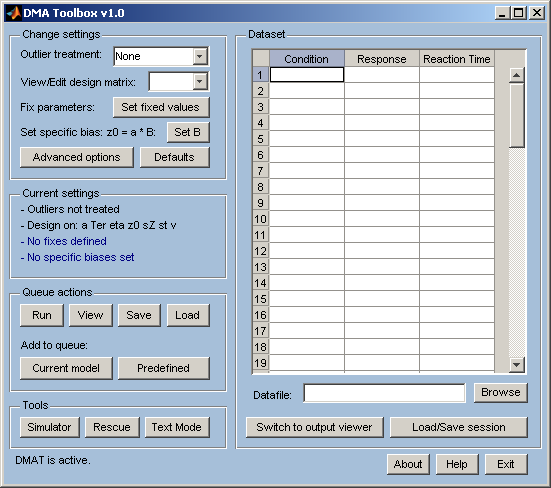 DMA Toolbox v1.0
Change settings
Outlier treatment: None
View/Edit design matrix:
Fix parameters: Set fixed values
Set specific bias: z0 = a * B: Set B
Advanced options Defaults
Current settings
- Outliers not treated
- Design on: a Ter eta z0 sZ st v
- No fixes defined
- No specific biases set
Queue actions
Run View Save Load
Add to queue:
Current model Predefined
Tools
Simulator Rescue Text Mode
DMAT is active.
Dataset
Condition Response Reaction Time
1
2
3
4
5
6
7
8
9
10
11
12
13
14
15
16
17
18
19
Datafile: Browse
Switch to output viewer Load/Save session
About Help Exit